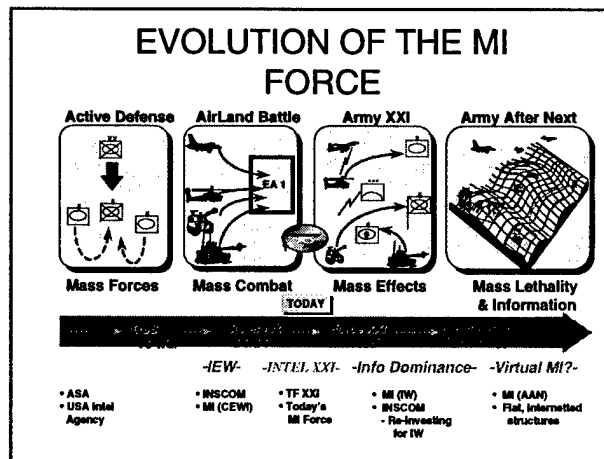 EVOLUTION OF THE MI
FORCE
Active Defense
AirLand Battle
Army XXI
Army After Next
XX
EA 1
Mass Forces
Mass Combat
Mass Effects
Mass Lethality
& Information
TODAY
-IEW-
-INTEL XXI-
-Info Dominance-
-Virtual MI?-
• ASA
• USA Intel
Agency
• INSCOM
• MI (CEWI)
• TF XXI
• Today's
MI Force
• MI (IW)
• INSCOM
- Re-investing
for IW
• MI (AAN)
• Flat, internetted
structures